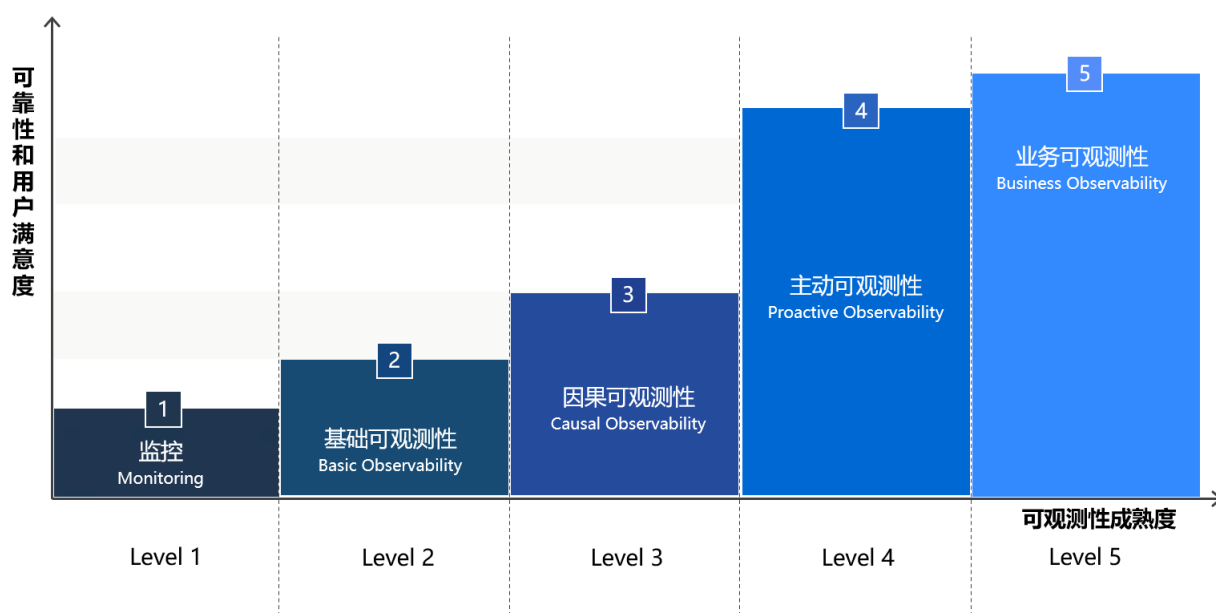 可靠性和用户满意度
1
监控
Monitoring
2
基础可观测性
Basic Observability
3
因果可观测性
Causal Observability
4
主动可观测性
Proactive Observability
5
业务可观测性
Business Observability
可观测性成熟度
Level 1
Level 2
Level 3
Level 4
Level 5